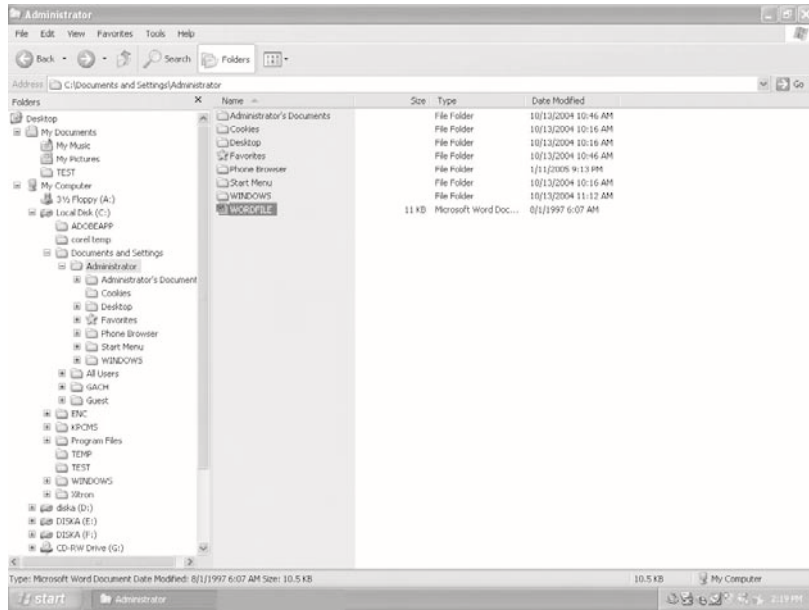 Administrator
File Edit View Favorites Tools Help
Back Search Folders
Address C:\Documents and Settings\Administrator Go
Folders X Name Size Type Date Modified
Desktop
My Documents
My Music
My Pictures
TEST
My Computer
3½ Floppy (A:)
Local Disk (C:)
ADOBEAPP
corel temp
Documents and Settings
Administrator
Administrator's Document
Cookies
Desktop
Favorites
Phone Browser
Start Menu
WINDOWS
All Users
GACH
Guest
ENC
KPCMS
Program Files
TEMP
TEST
WINDOWS
Xitron
diska (D:)
DISKA (E:)
DISKA (F:)
CD-RW Drive (G:)
Administrator's Documents File Folder 10/13/2004 10:46 AM
Cookies File Folder 10/13/2004 10:16 AM
Desktop File Folder 10/13/2004 10:16 AM
Favorites File Folder 10/13/2004 10:46 AM
Phone Browser File Folder 1/11/2005 9:13 PM
Start Menu File Folder 10/13/2004 10:16 AM
WINDOWS File Folder 10/13/2004 11:12 AM
WORDFILE 11 KB Microsoft Word Doc... 8/1/1997 6:07 AM
Type: Microsoft Word Document Date Modified: 8/1/1997 6:07 AM Size: 10.5 KB 10.5 KB My Computer
start Administrator 2:19 PM